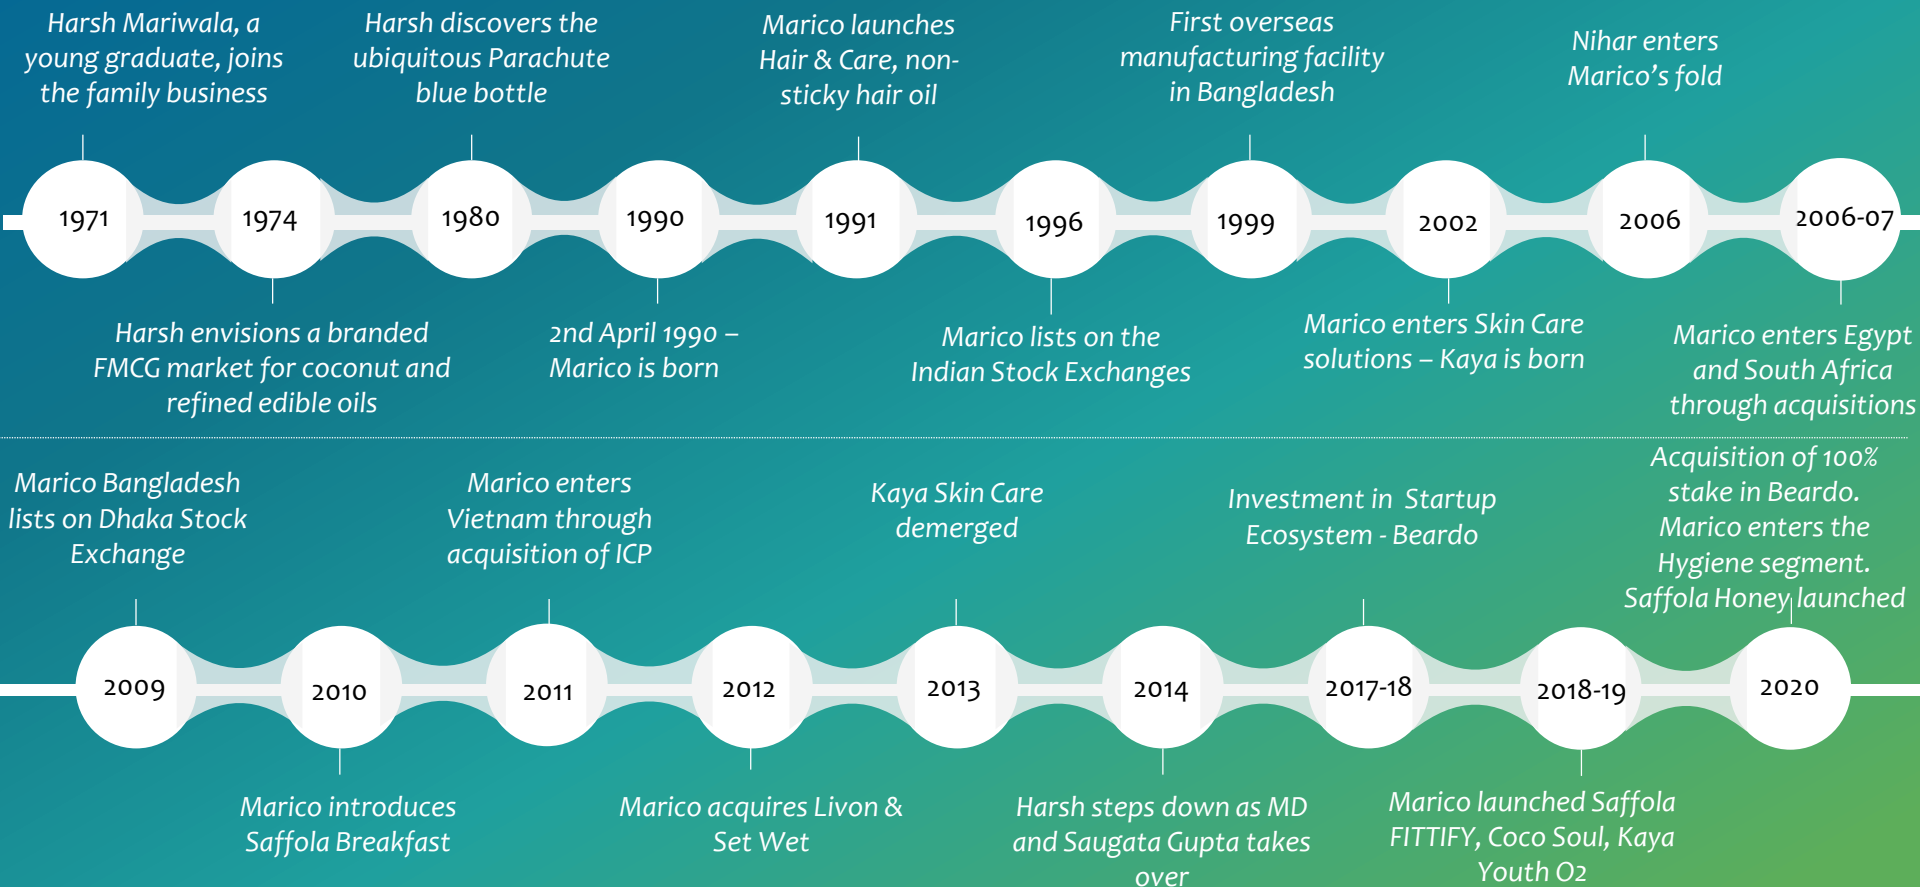 Harsh Mariwala, a
young graduate, joins
the family business
Harsh discovers the
ubiquitous Parachute
blue bottle
Marico launches
Hair & Care, non-
sticky hair oil
First overseas
manufacturing facility
in Bangladesh
Nihar enters
Marico’s fold
1971
1974
1980
1990
1991
1996
1999
2002
2006
2006-07
Harsh envisions a branded
FMCG market for coconut and
refined edible oils
2nd April 1990 –
Marico is born
Marico lists on the
Indian Stock Exchanges
Marico enters Skin Care
solutions – Kaya is born
Marico enters Egypt
and South Africa
through acquisitions
Marico Bangladesh
lists on Dhaka Stock
Exchange
Marico enters
Vietnam through
acquisition of ICP
Kaya Skin Care
demerged
Investment in Startup
Ecosystem - Beardo
Acquisition of 100%
stake in Beardo.
Marico enters the
Hygiene segment.
Saffola Honey launched
2009
2010
2011
2012
2013
2014
2017-18
2018-19
2020
Marico introduces
Saffola Breakfast
Marico acquires Livon &
Set Wet
Harsh steps down as MD
and Saugata Gupta takes
over
Marico launched Saffola
FITTIFY, Coco Soul, Kaya
Youth O2